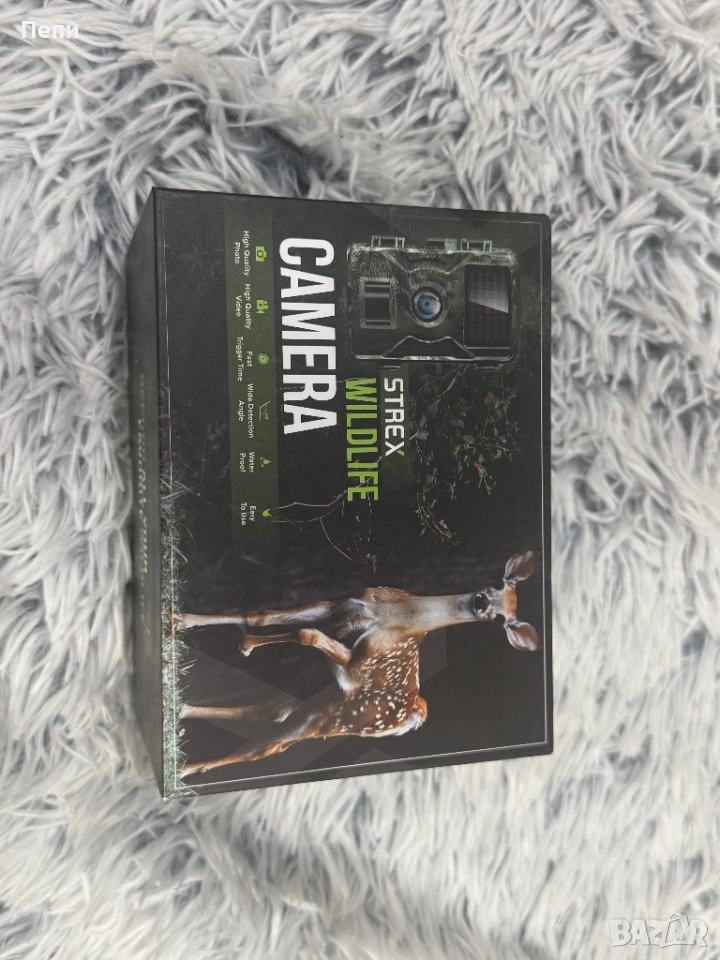 Пепи
STREX
WILDLIFE
CAMERA
High Quality
Photo
High Quality
Video
Fast
Trigger Time
Wide Detection
Angle
Water
Proof
Easy
To Use
BAZAR